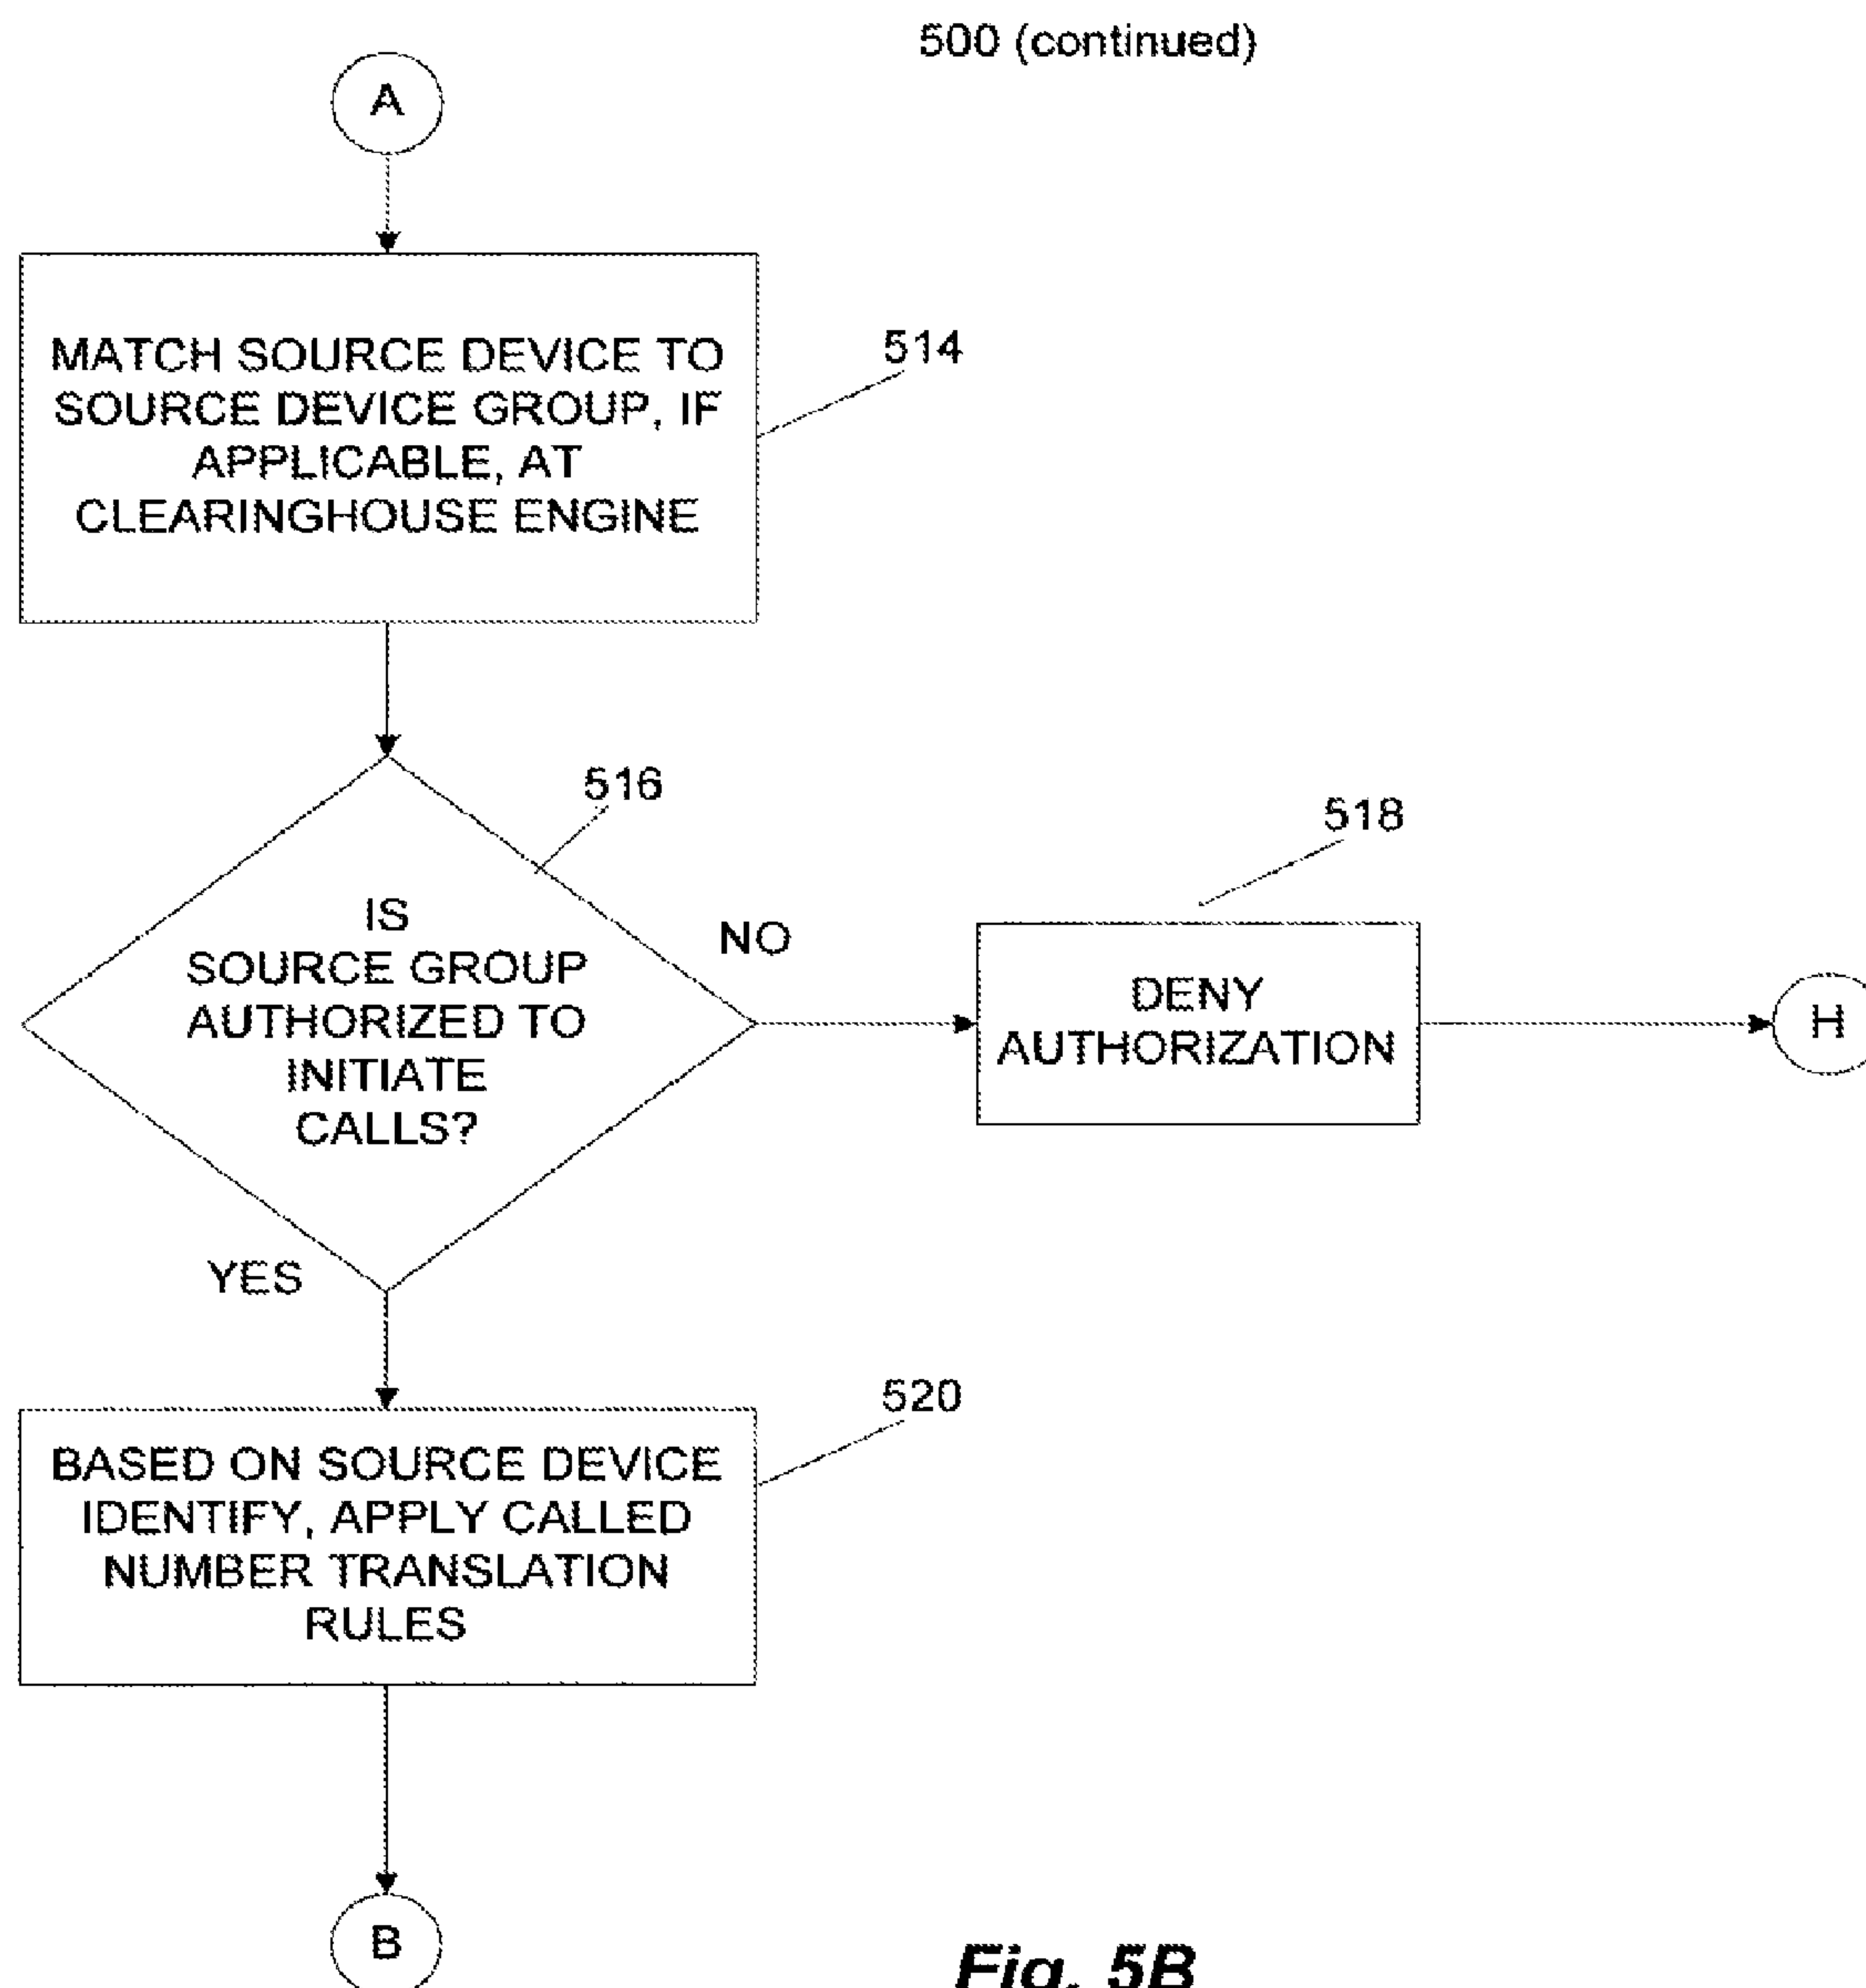 500 (continued)
A
MATCH SOURCE DEVICE TO
SOURCE DEVICE GROUP, IF
APPLICABLE, AT
CLEARINGHOUSE ENGINE
514
516
IS
SOURCE GROUP
AUTHORIZED TO
INITIATE
CALLS?
NO
518
DENY
AUTHORIZATION
H
YES
520
BASED ON SOURCE DEVICE
IDENTIFY, APPLY CALLED
NUMBER TRANSLATION
RULES
B
Fig. 5B